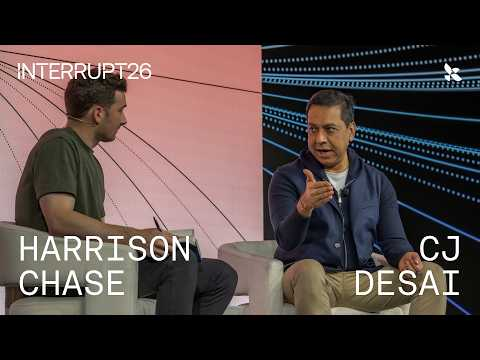 INTERRUPT26
HARRISON
CHASE
CJ
DESAI